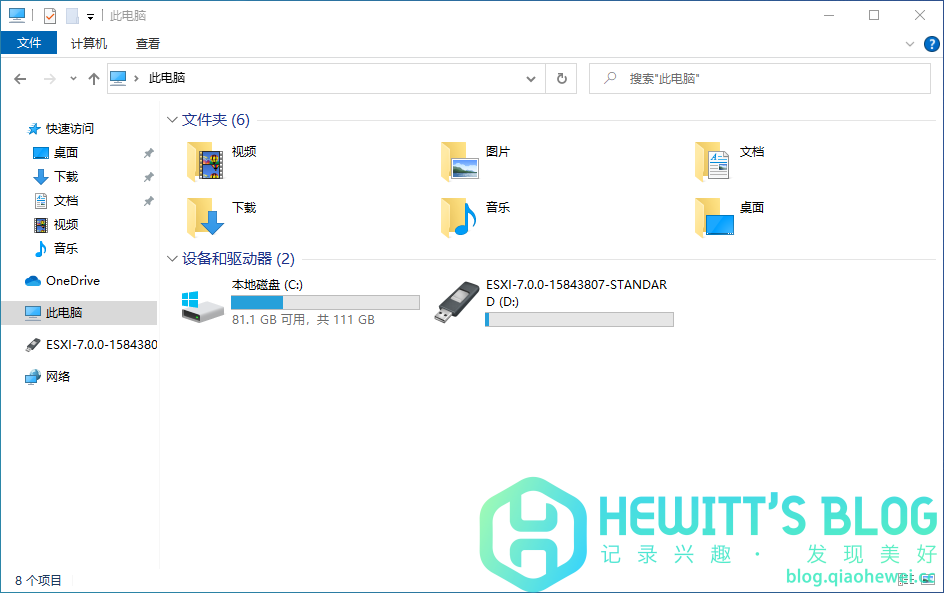 此电脑
文件 计算机 查看
此电脑
搜索"此电脑"
快速访问
桌面
下载
文档
视频
音乐
OneDrive
此电脑
ESXI-7.0.0-1584380
网络
文件夹 (6)
视频
图片
文档
下载
音乐
桌面
设备和驱动器 (2)
本地磁盘 (C:)
81.1 GB 可用，共 111 GB
ESXI-7.0.0-15843807-STANDAR
D (D:)
HEWITT'S BLOG
记录兴趣 · 发现美好
blog.qiaohewei.cc
8 个项目